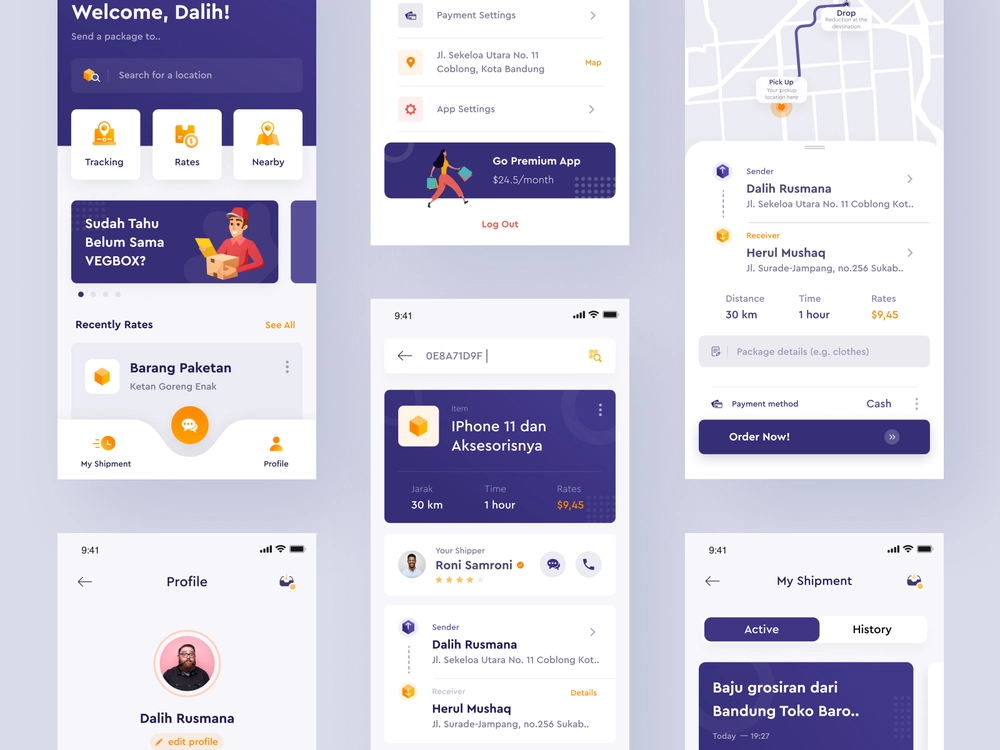 Welcome, Dalih!
Send a package to..
Search for a location
Tracking
Rates
Nearby
Sudah Tahu
Belum Sama
VEGBOX?
Recently Rates
See All
Barang Paketan
Ketan Goreng Enak
My Shipment
Profile
9:41
Profile
Dalih Rusmana
edit profile
Payment Settings
Jl. Sekeloa Utara No. 11
Coblong, Kota Bandung
Map
App Settings
Go Premium App
$24.5/month
Log Out
9:41
0E8A71D9F
Item
IPhone 11 dan
Aksesorisnya
Jarak
Time
Rates
30 km
1 hour
$9,45
Your Shipper
Roni Samroni
Sender
Dalih Rusmana
Jl. Sekeloa Utara No. 11 Coblong Kot..
Receiver
Details
Herul Mushaq
Jl. Surade-Jampang, no.256 Sukab..
Drop
Reduction at the
destination
Pick Up
Your pickup
location here
Sender
Dalih Rusmana
Jl. Sekeloa Utara No. 11 Coblong Kot..
Receiver
Herul Mushaq
Jl. Surade-Jampang, no.256 Sukab..
Distance
Time
Rates
30 km
1 hour
$9,45
Package details (e.g. clothes)
Payment method
Cash
Order Now!
9:41
My Shipment
Active
History
Baju grosiran dari
Bandung Toko Baro..
Today — 19:27